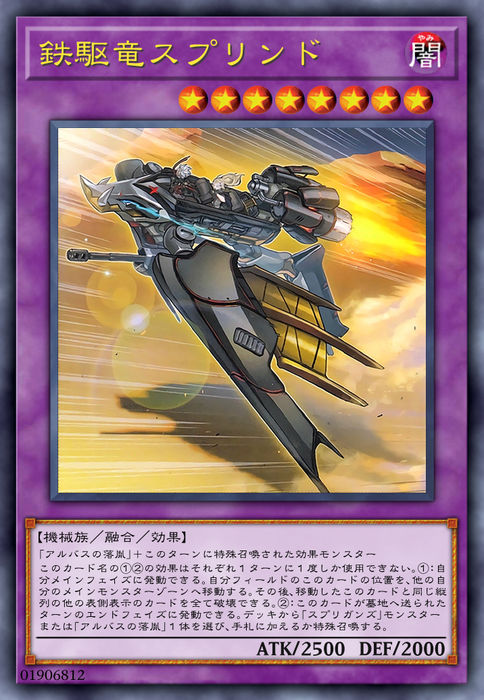 鉄駆竜スプリンド
やみ
闇
【機械族／融合／効果】
「アルバスの落胤」＋このターンに特殊召喚された効果モンスター
このカード名の①②の効果はそれぞれ１ターンに１度しか使用できない。①：自
分メインフェイズに発動できる。自分フィールドのこのカードの位置を、他の自
分のメインモンスターゾーンへ移動する。その後、移動したこのカードと同じ縦
列の他の表側表示のカードを全て破壊できる。②：このカードが墓地へ送られた
ターンのエンドフェイズに発動できる。デッキから「スプリガンズ」モンスター
または「アルバスの落胤」１体を選び、手札に加えるか特殊召喚する。
ATK/2500 DEF/2000
01906812